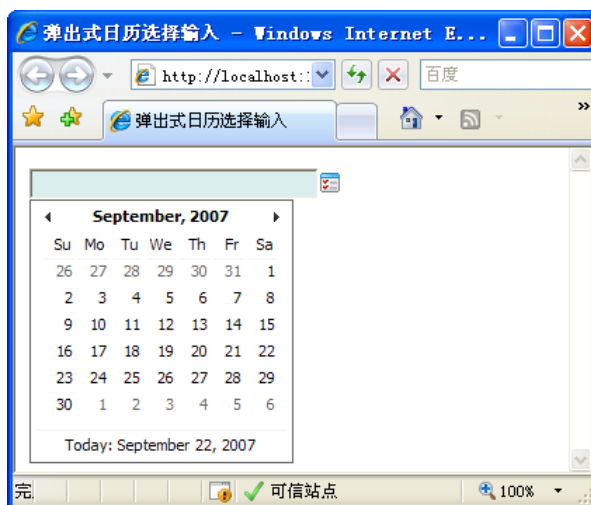 弹出式日历选择输入 - Windows Internet E...
http://localhost:
百度
弹出式日历选择输入
»
September, 2007
Su Mo Tu We Th Fr Sa
26 27 28 29 30 31 1
2 3 4 5 6 7 8
9 10 11 12 13 14 15
16 17 18 19 20 21 22
23 24 25 26 27 28 29
30 1 2 3 4 5 6
Today: September 22, 2007
完
可信站点
100%